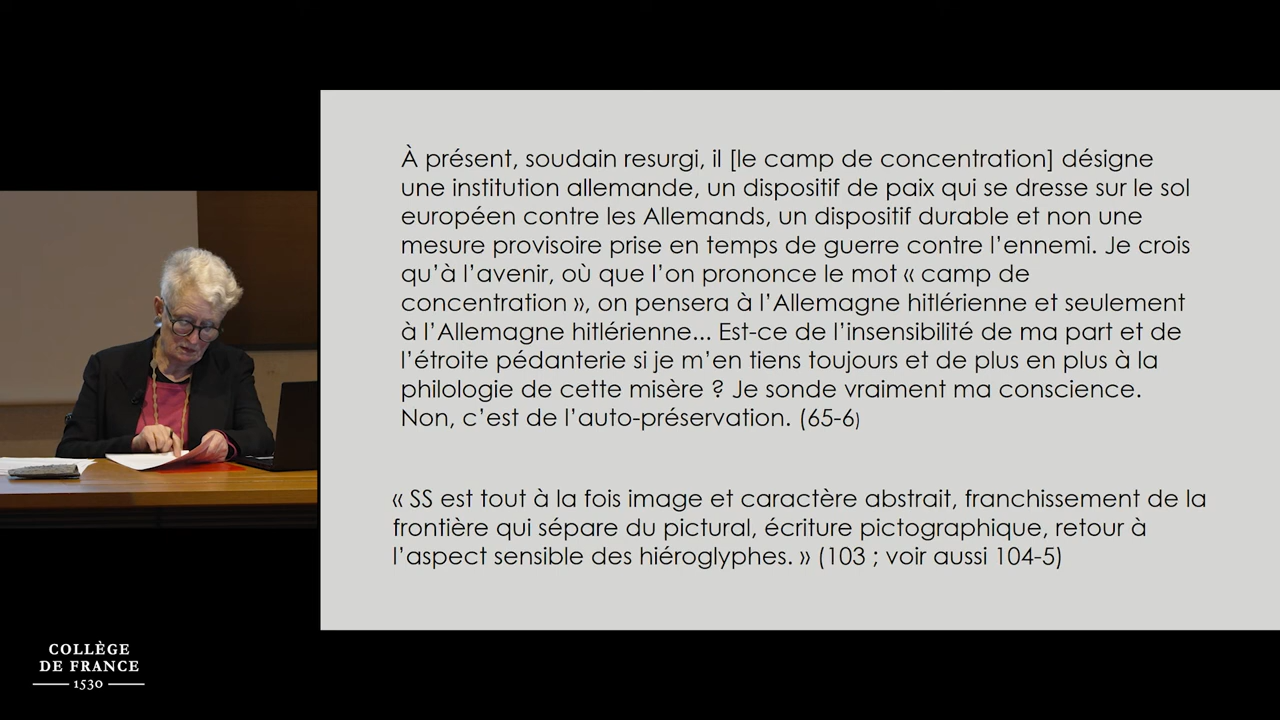 À présent, soudain resurgi, il [le camp de concentration] désigne
une institution allemande, un dispositif de paix qui se dresse sur le sol
européen contre les Allemands, un dispositif durable et non une
mesure provisoire prise en temps de guerre contre l’ennemi. Je crois
qu’à l’avenir, où que l’on prononce le mot « camp de
concentration », on pensera à l’Allemagne hitlérienne et seulement
à l’Allemagne hitlérienne... Est-ce de l’insensibilité de ma part et de
l’étroite pédanterie si je m’en tiens toujours et de plus en plus à la
philologie de cette misère ? Je sonde vraiment ma conscience.
Non, c’est de l’auto-préservation. (65-6)
« SS est tout à la fois image et caractère abstrait, franchissement de la
frontière qui sépare du pictural, écriture pictographique, retour à
l’aspect sensible des hiéroglyphes. » (103 ; voir aussi 104-5)
COLLÈGE
DE FRANCE
1530